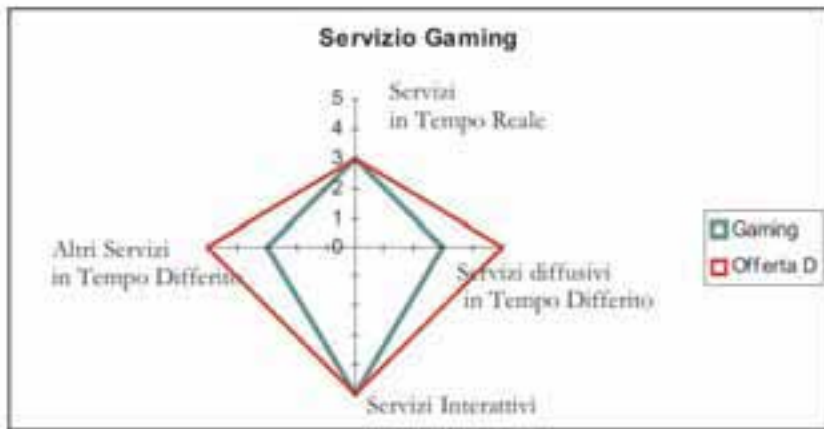 Servizio Gaming
Servizi
in Tempo Reale
5
4
3
2
1
0
Altri Servizi
in Tempo Differito
Servizi diffusivi
in Tempo Differito
Servizi Interattivi
Gaming
Offerta D